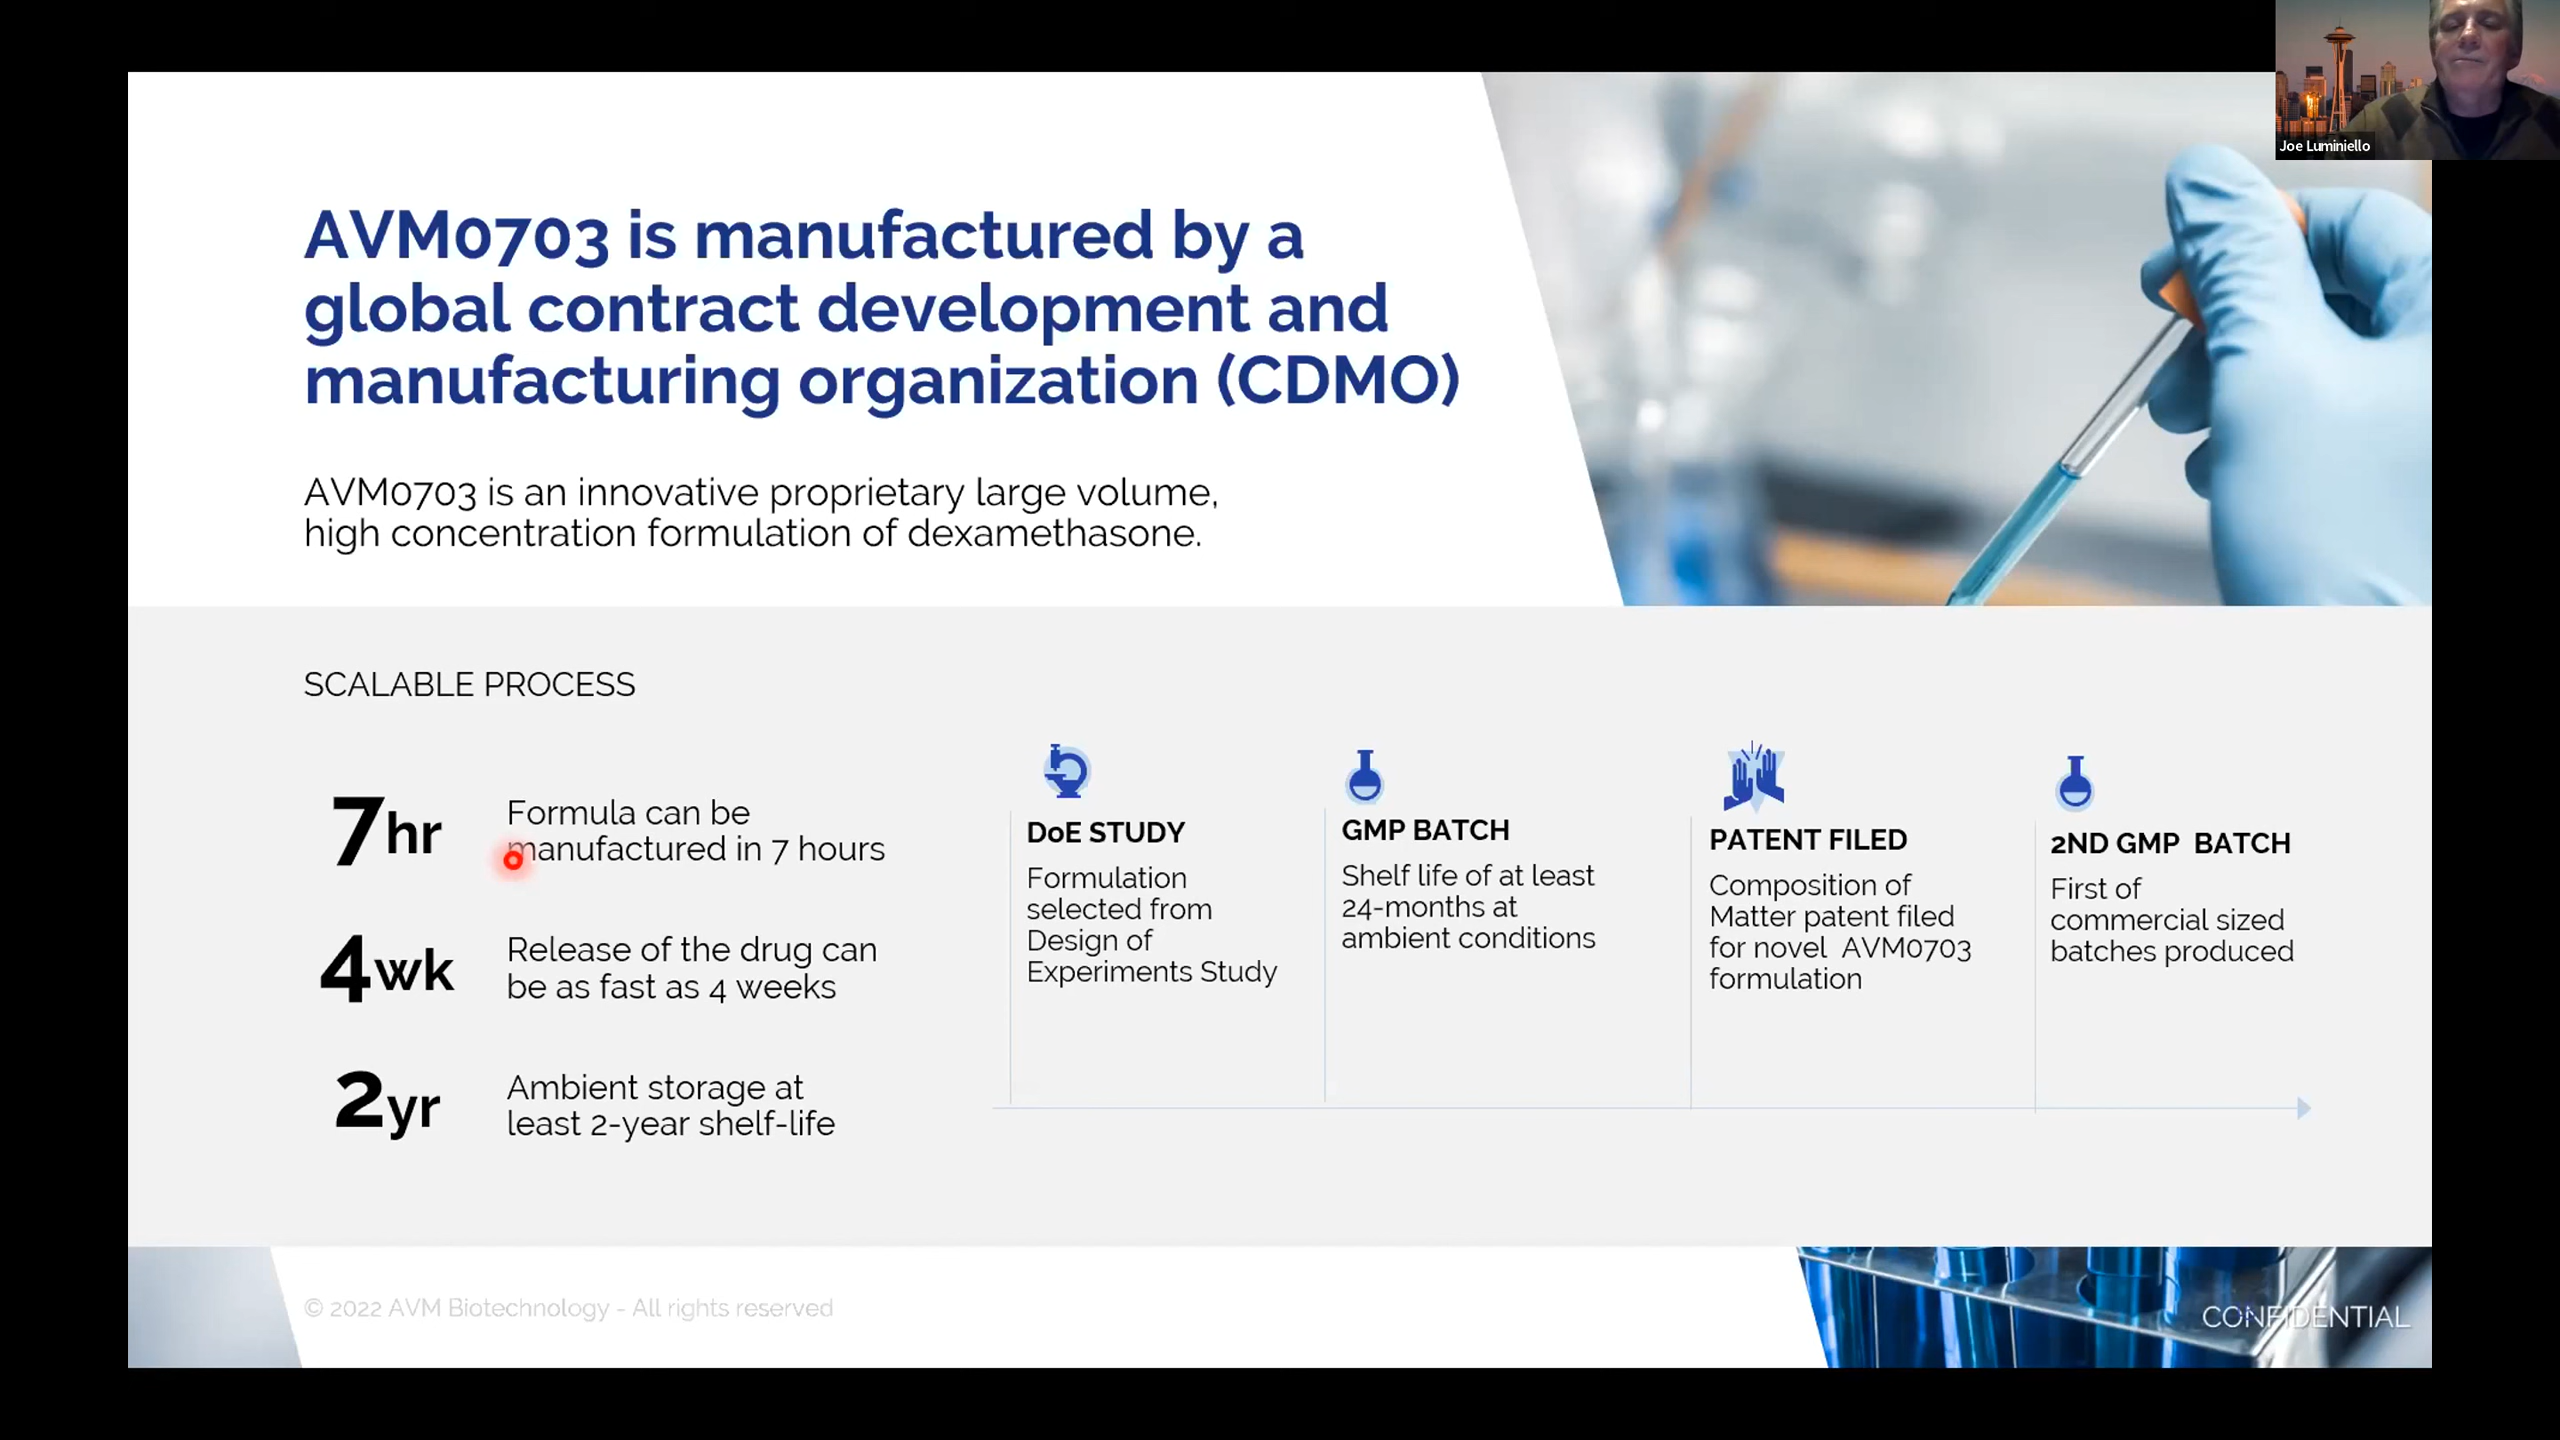 Joe Luminiello
AVM0703 is manufactured by a
global contract development and
manufacturing organization (CDMO)
AVM0703 is an innovative proprietary large volume,
high concentration formulation of dexamethasone.
SCALABLE PROCESS
7hr
Formula can be
manufactured in 7 hours
4wk
Release of the drug can
be as fast as 4 weeks
2yr
Ambient storage at
least 2-year shelf-life
DoE STUDY
Formulation
selected from
Design of
Experiments Study
GMP BATCH
Shelf life of at least
24-months at
ambient conditions
PATENT FILED
Composition of
Matter patent filed
for novel  AVM0703
formulation
2ND GMP  BATCH
First of
commercial sized
batches produced
© 2022 AVM Biotechnology - All rights reserved
CONFIDENTIAL